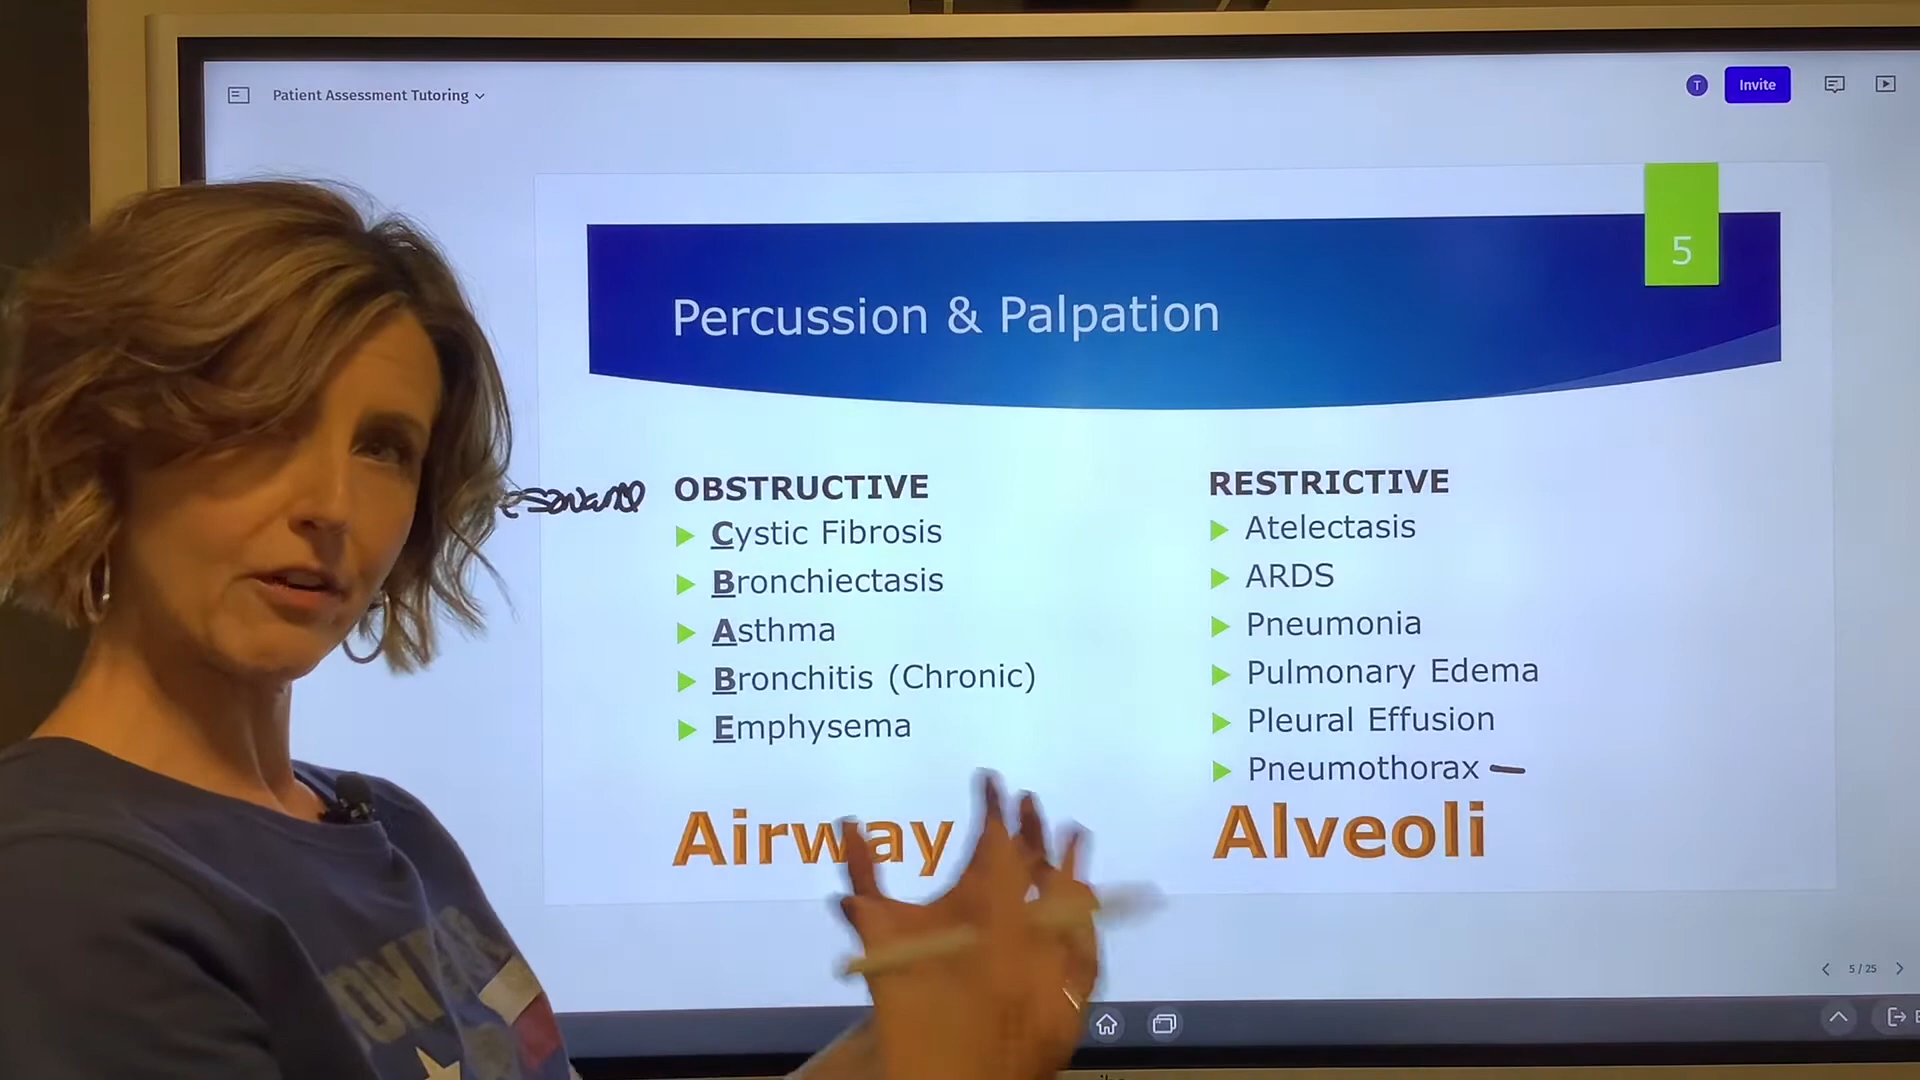 Patient Assessment Tutoring
T
Invite
5
Percussion & Palpation
OBSTRUCTIVE
Cystic Fibrosis
Bronchiectasis
Asthma
Bronchitis (Chronic)
Emphysema
Airway
RESTRICTIVE
Atelectasis
ARDS
Pneumonia
Pulmonary Edema
Pleural Effusion
Pneumothorax
Alveoli
5 / 25